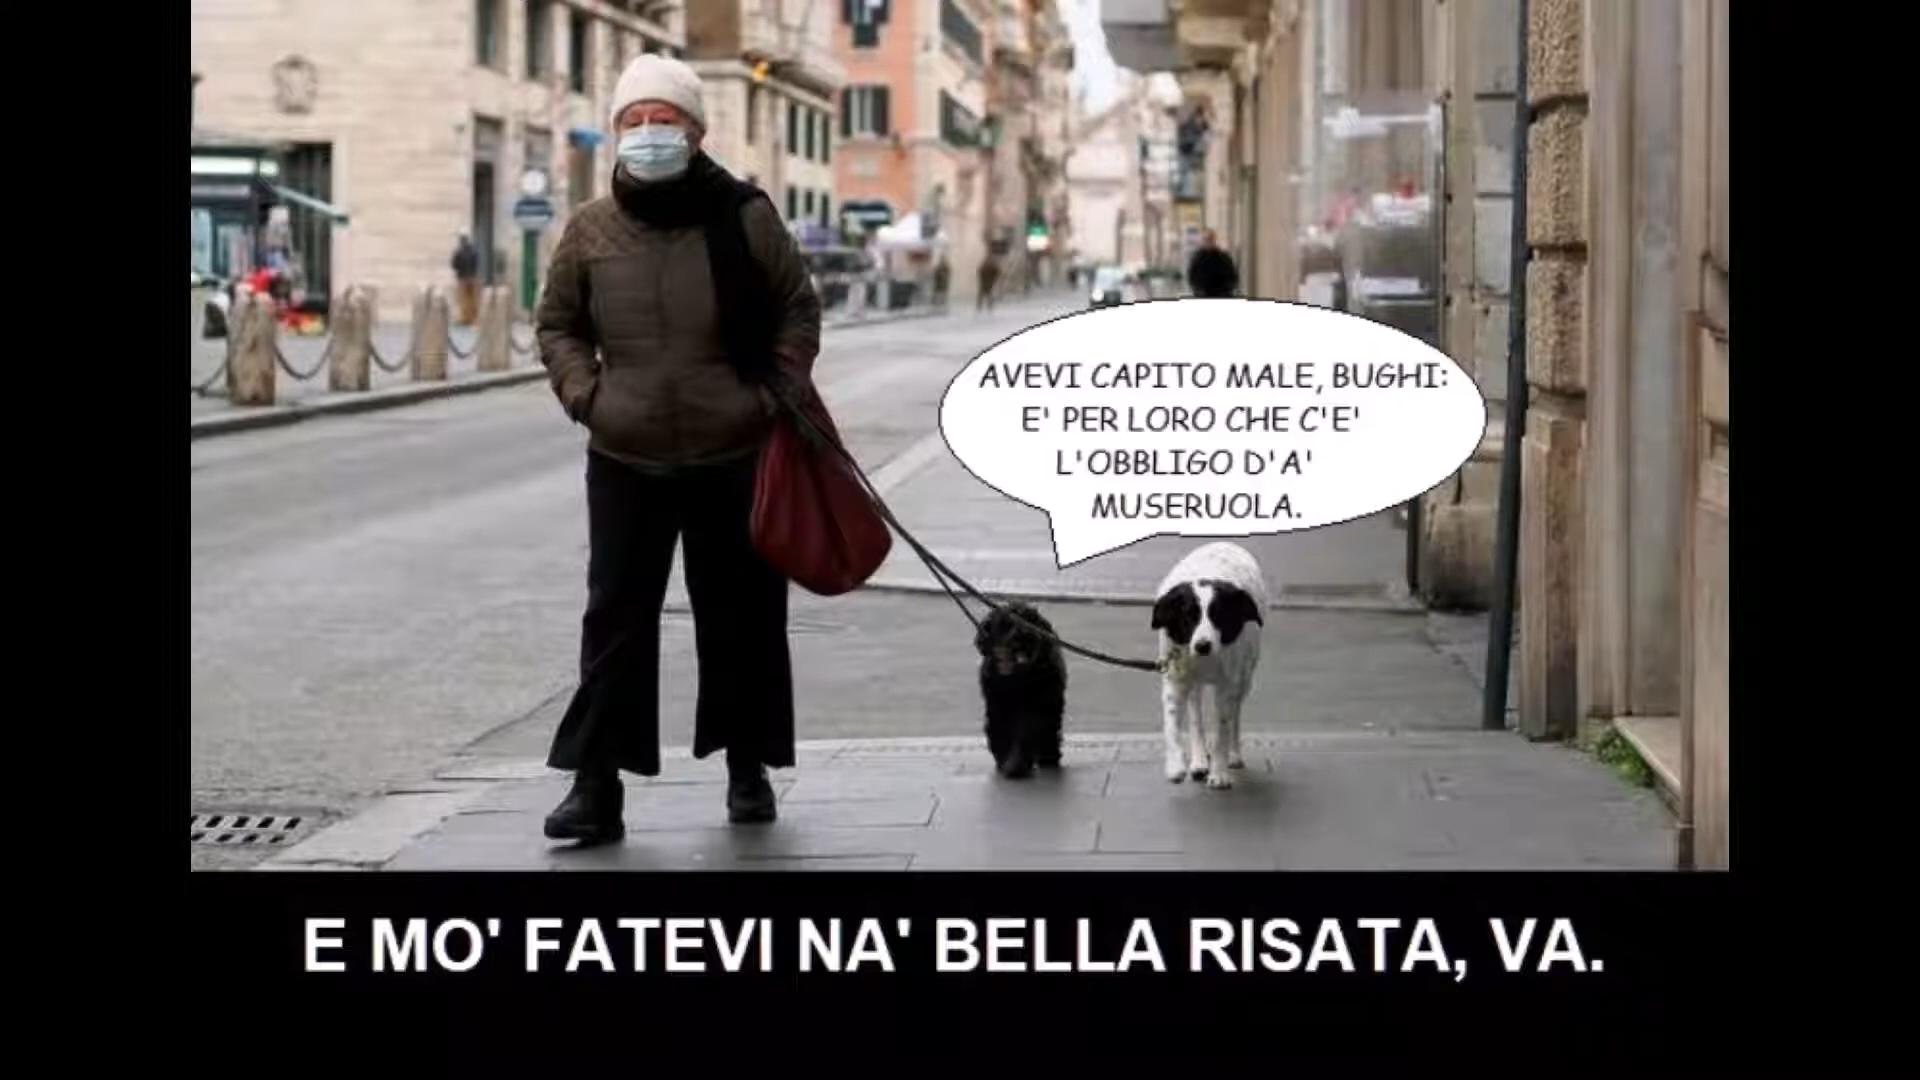 AVEVI CAPITO MALE, BUGHI:
E' PER LORO CHE C'E'
L'OBBLIGO D'A'
MUSERUOLA.
E MO' FATEVI NA' BELLA RISATA, VA.